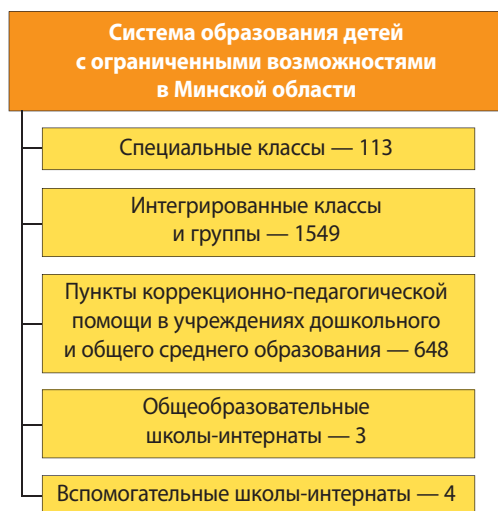 Система образования детей
с ограниченными возможностями
в Минской области
Специальные классы — 113
Интегрированные классы
и группы — 1549
Пункты коррекционно-педагогической
помощи в учреждениях дошкольного
и общего среднего образования — 648
Общеобразовательные
школы-интернаты — 3
Вспомогательные школы-интернаты — 4